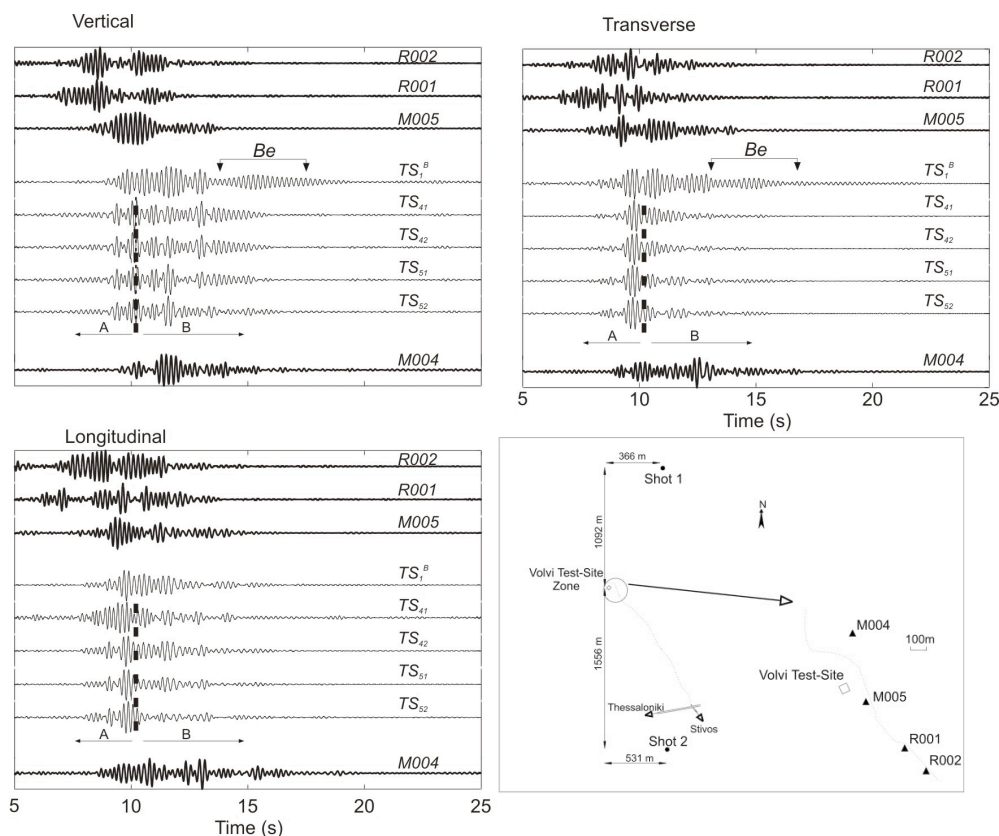 Vertical
R002
R001
M005
Be
TS₁ᴮ
TS₄₁
TS₄₂
TS₅₁
TS₅₂
A B
M004
Transverse
R002
R001
M005
Be
TS₁ᴮ
TS₄₁
TS₄₂
TS₅₁
TS₅₂
A B
M004
5 10 15 20 25
Time (s)
Longitudinal
R002
R001
M005
TS₁ᴮ
TS₄₁
TS₄₂
TS₅₁
TS₅₂
A B
M004
5 10 15 20 25
Time (s)
366 m
Shot 1
N
1092 m
Volvi Test-Site
Zone
M004
100m
1556 m
Volvi Test-Site
M005
Thessaloniki
Stivos
R001
Shot 2
R002
531 m